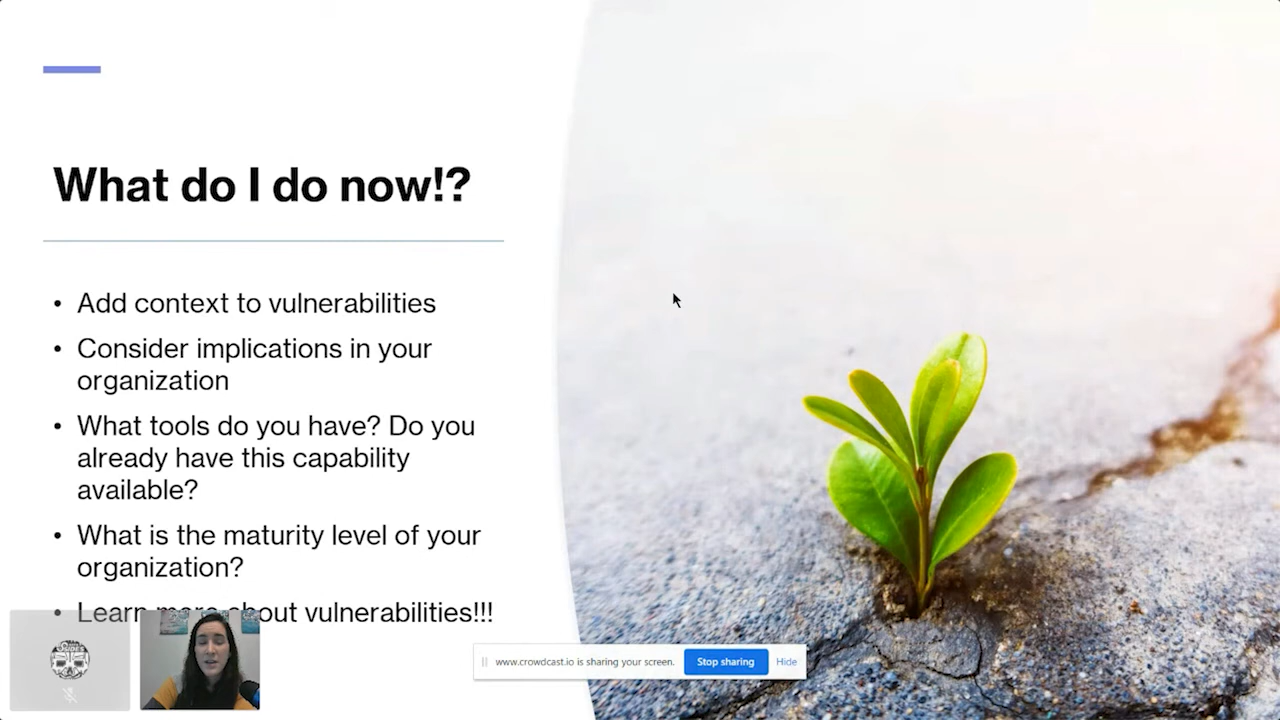 What do I do now!?
• Add context to vulnerabilities
• Consider implications in your
organization
• What tools do you have? Do you
already have this capability
available?
• What is the maturity level of your
organization?
• Learn more about vulnerabilities!!!
SIDES
www.crowdcast.io is sharing your screen.
Stop sharing
Hide